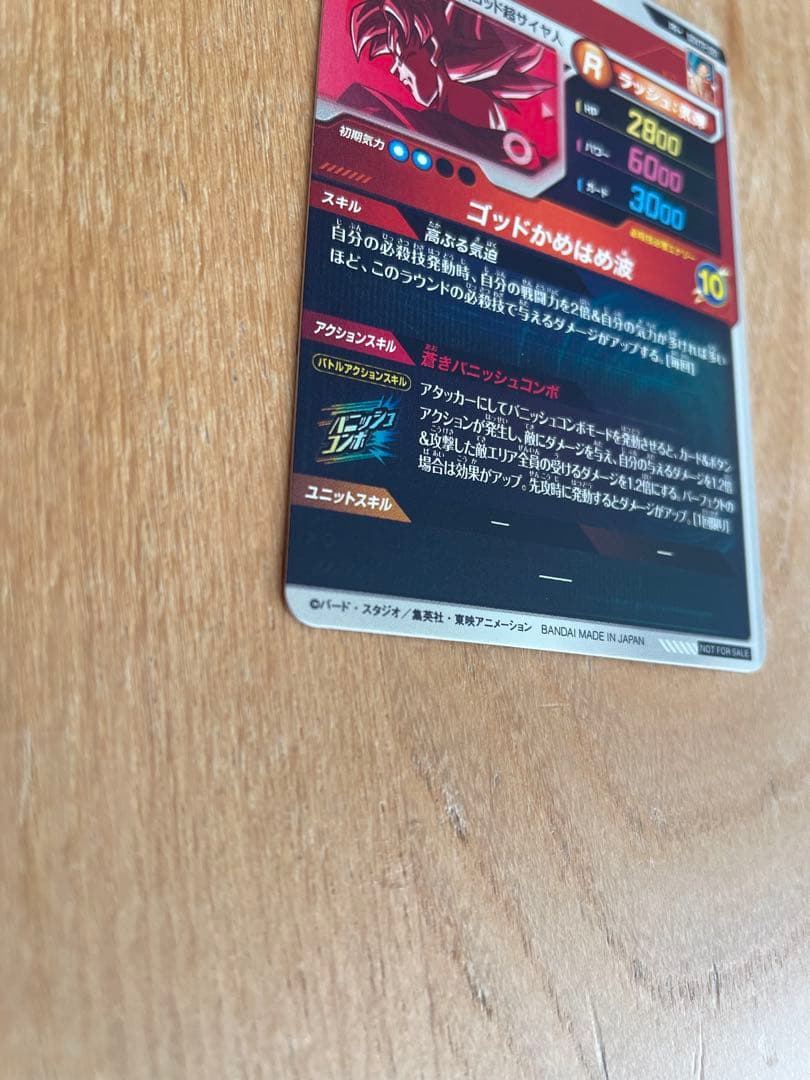 ゴッド超サイヤ人
R
ラッシュ:気弾
HP 2800
パワー 6000
ガード 3000
初期気力
ゴッドかめはめ波
必殺技必要エナジー
10
スキル
高ぶる気迫
自分の必殺技発動時、自分の戦闘力を2倍&自分の気力が多ければ多い
ほど、このラウンドの必殺技で与えるダメージがアップする。[毎回]
アクションスキル
蒼きバニッシュコンボ
バトルアクションスキル
バニッシュ
コンボ
アタッカーにしてバニッシュコンボモードを発動させると、ガード&ボタン
アクションが発生し、敵にダメージを与え、自分の与えるダメージを1.2倍
&攻撃した敵エリア全員の受けるダメージを1.2倍にする。パーフェクトの
場合は効果がアップ。先攻時に発動するとダメージがアップ。[1回限り]
ユニットスキル
—
—
—
©バード・スタジオ／集英社・東映アニメーション BANDAI MADE IN JAPAN
NOT FOR SALE